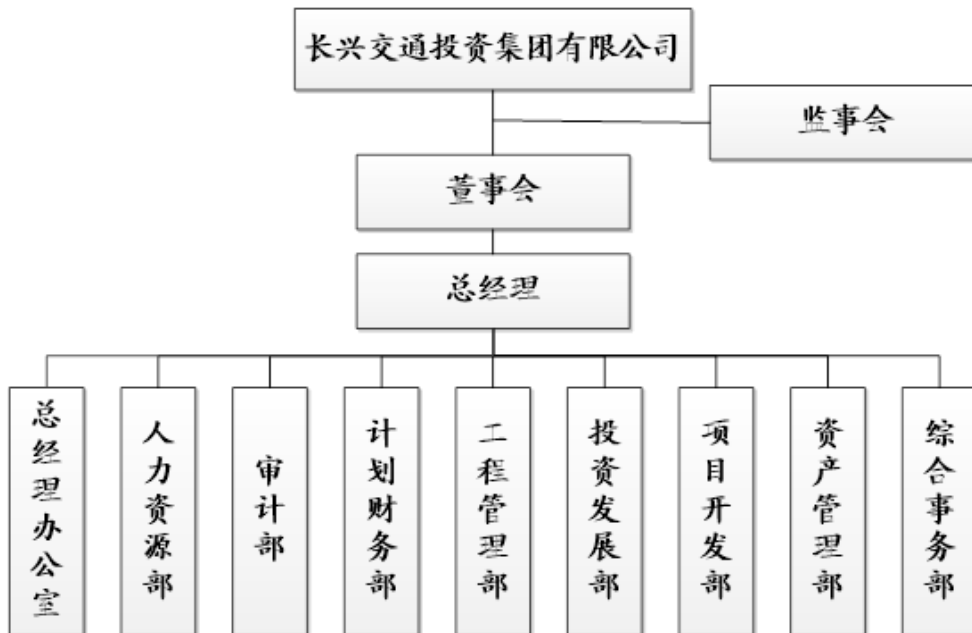 长兴交通投资集团有限公司
监事会
董事会
总经理
总经理办公室
人力资源部
审计部
计划财务部
工程管理部
投资发展部
项目开发部
资产管理部
综合事务部